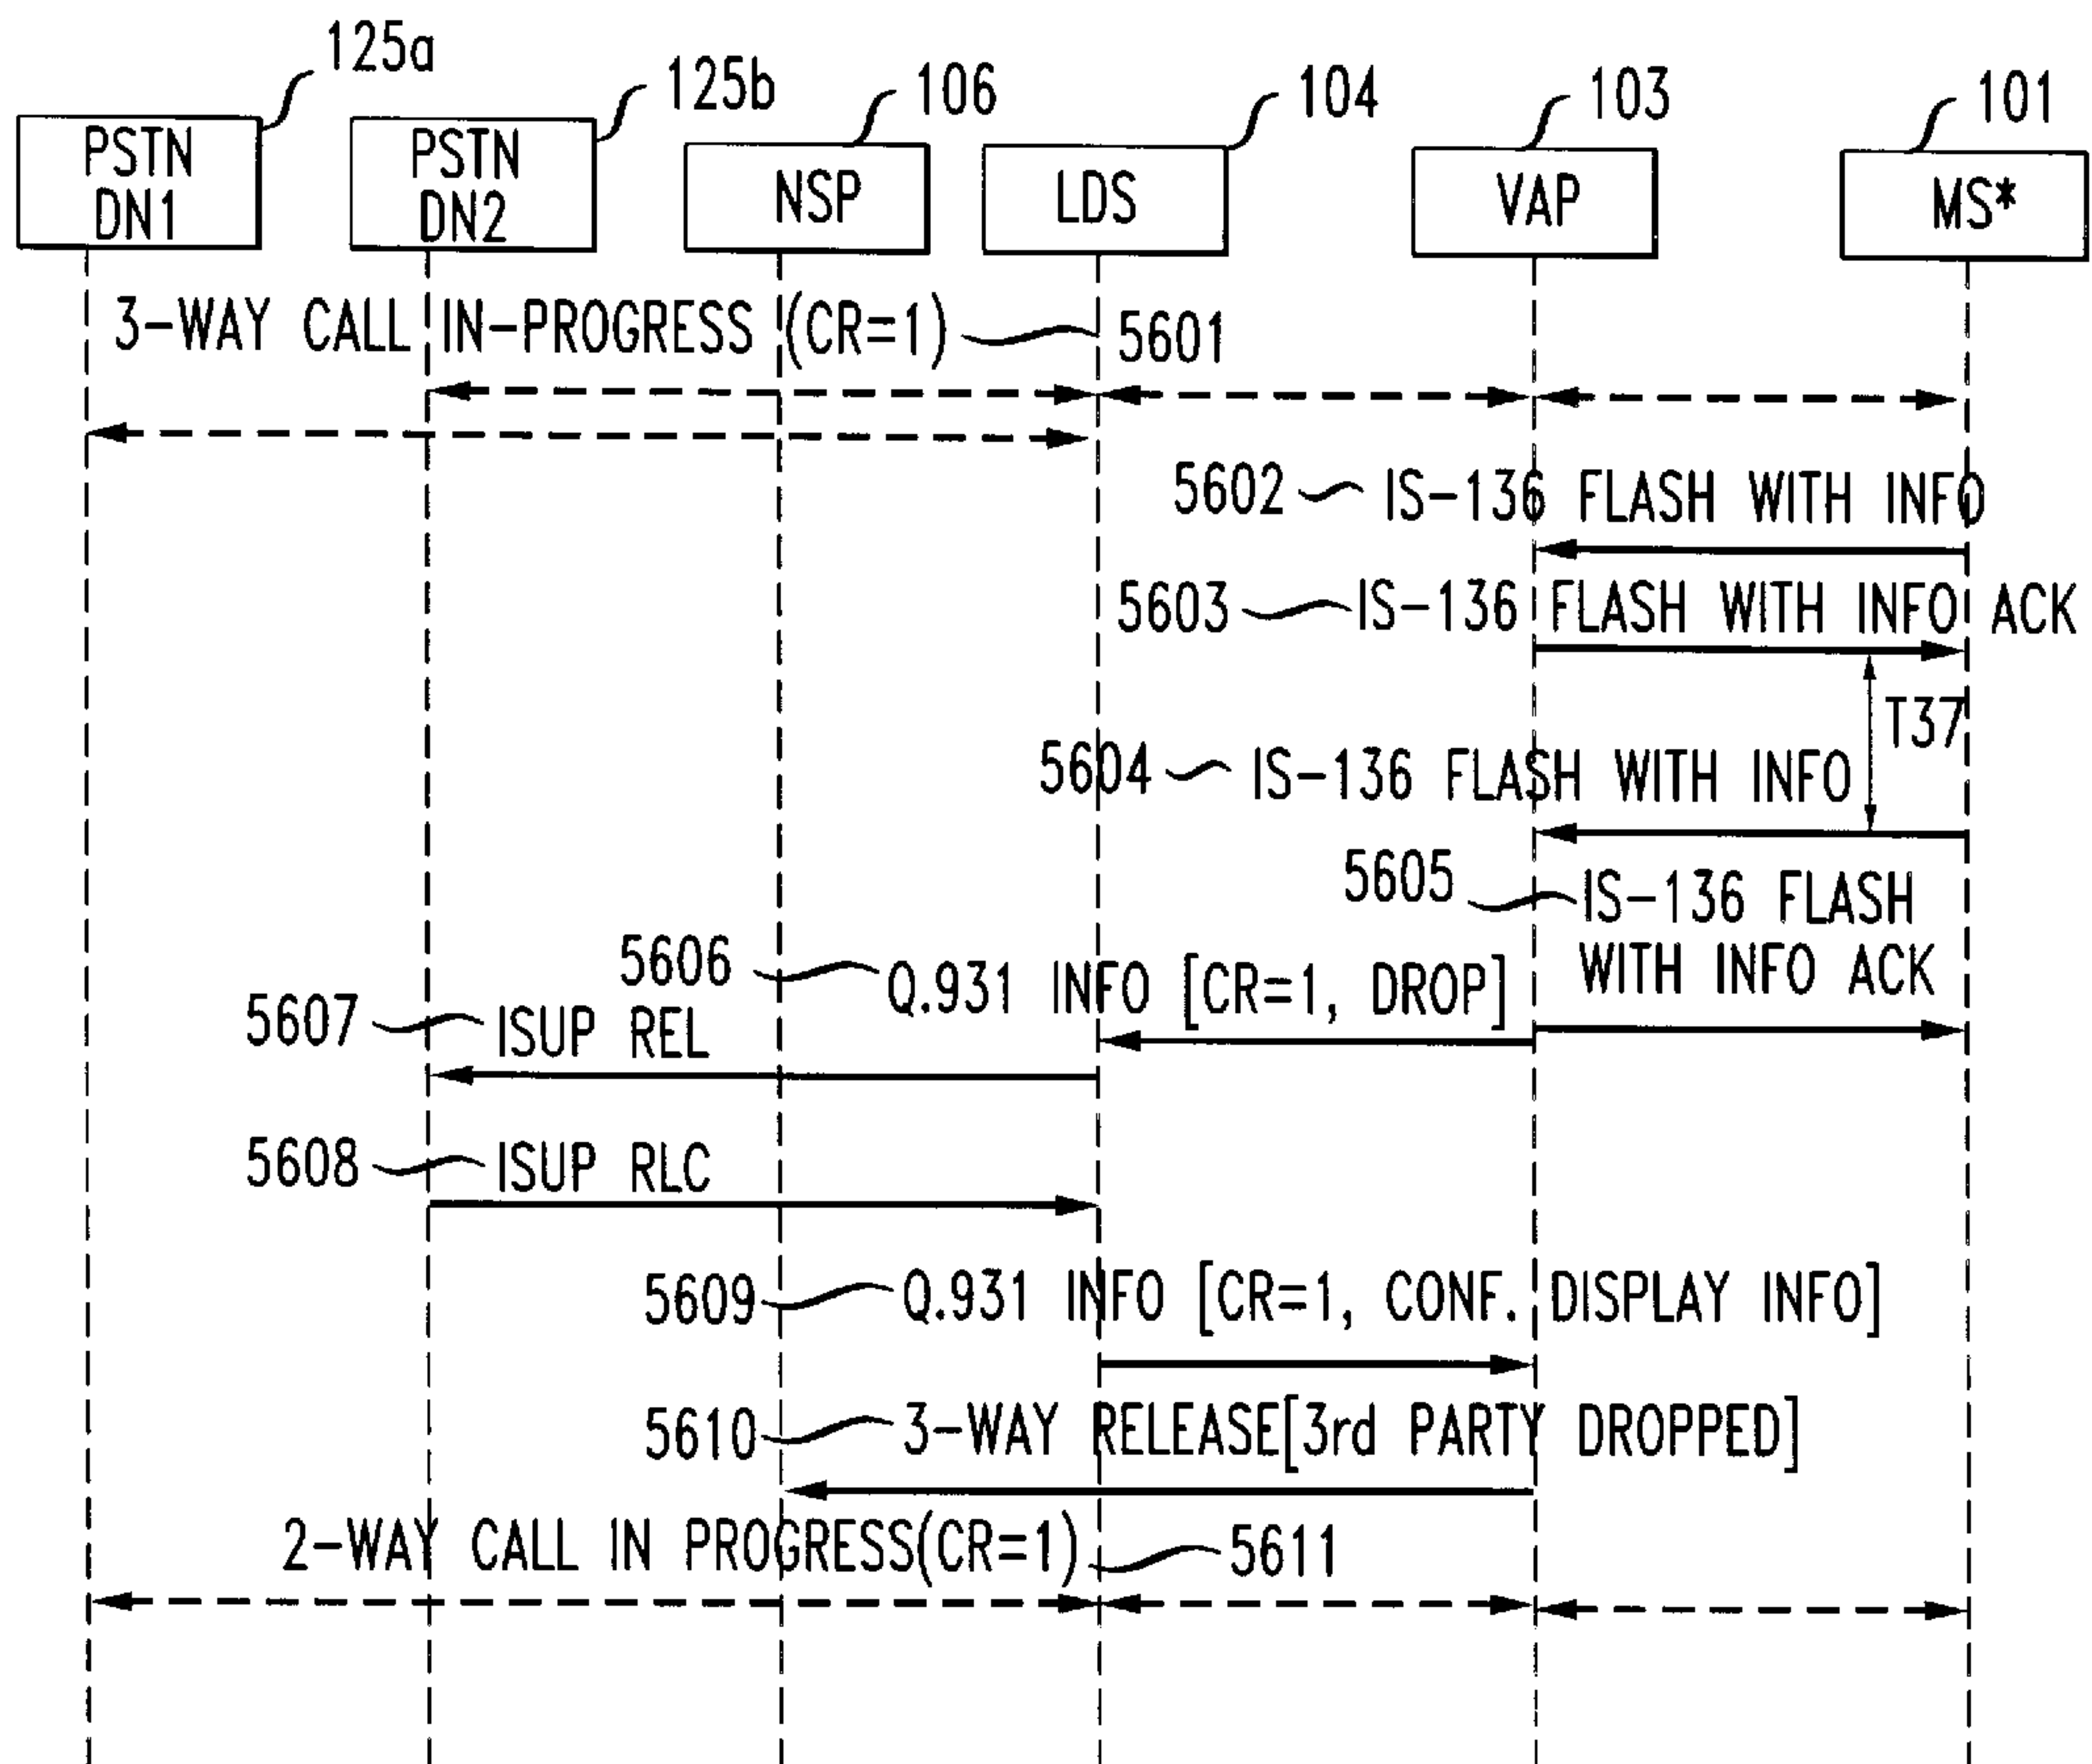 125a
125b
106
104
103
101
PSTN
DN1
PSTN
DN2
NSP
LDS
VAP
MS*
3-WAY CALL IN-PROGRESS (CR=1)
5601
5602
IS-136 FLASH WITH INFO
5603
IS-136 FLASH WITH INFO ACK
T37
5604
IS-136 FLASH WITH INFO
5605
IS-136 FLASH
WITH INFO ACK
5606
Q.931 INFO [CR=1, DROP]
5607
ISUP REL
5608
ISUP RLC
5609
Q.931 INFO [CR=1, CONF. DISPLAY INFO]
5610
3-WAY RELEASE[3rd PARTY DROPPED]
2-WAY CALL IN PROGRESS(CR=1)
5611